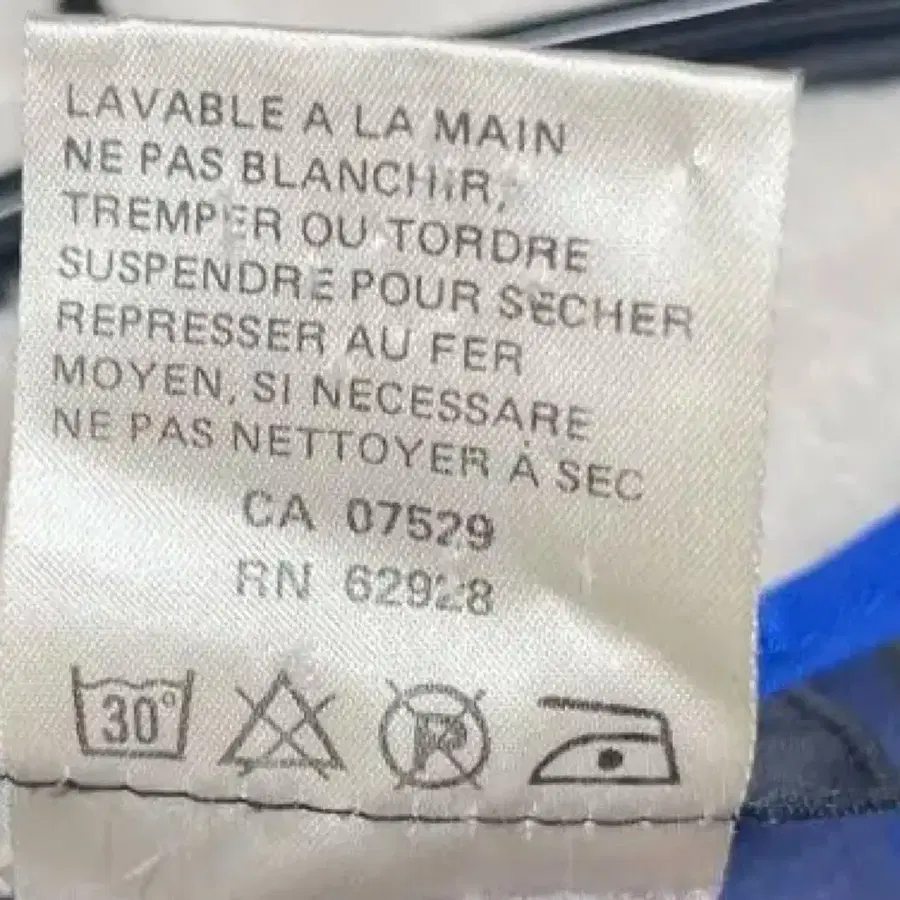 LAVABLE A LA MAIN
NE PAS BLANCHIR,
TREMPER OU TORDRE
SUSPENDRE POUR SECHER
REPRESSER AU FER
MOYEN, SI NECESSARE
NE PAS NETTOYER À SEC
CA 07529
RN 62928
30°